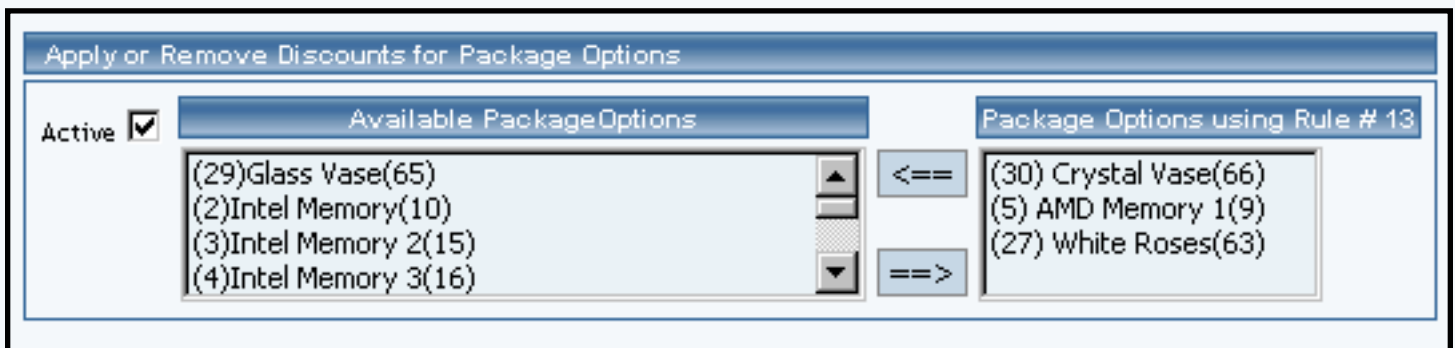 Apply or Remove Discounts for Package Options
Active
Available PackageOptions
Package Options using Rule # 13
(29)Glass Vase(65)
(2)Intel Memory(10)
(3)Intel Memory 2(15)
(4)Intel Memory 3(16)
<==
==>
(30) Crystal Vase(66)
(5) AMD Memory 1(9)
(27) White Roses(63)